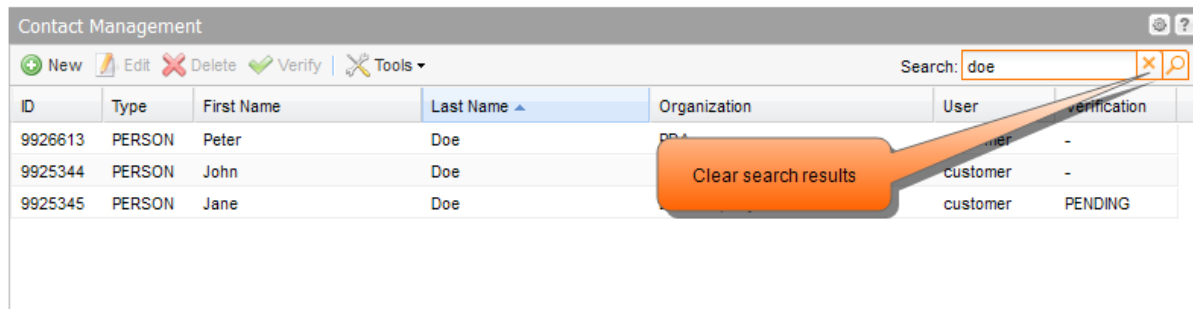 Contact Management ?
New Edit Delete Verify Tools Search: doe
ID Type First Name Last Name Organization User Verification
9926613 PERSON Peter Doe -
9925344 PERSON John Doe customer -
9925345 PERSON Jane Doe customer PENDING
Clear search results